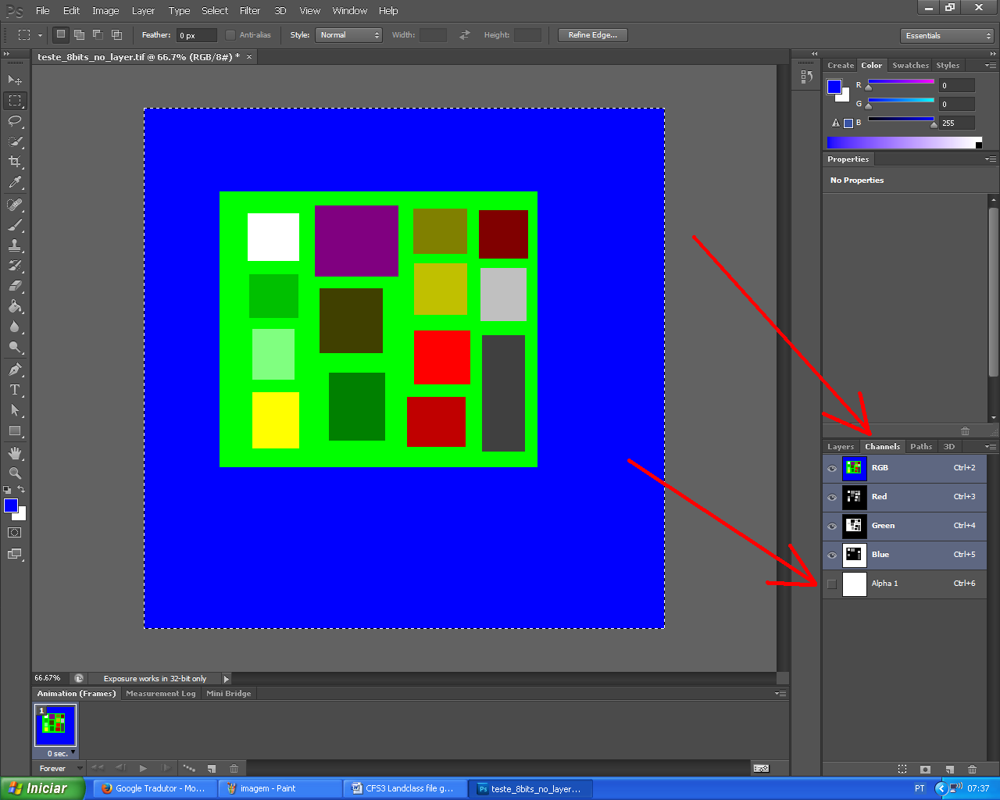 Ps File Edit Image Layer Type Select Filter 3D View Window Help
Feather: 0 px Anti-alias Style: Normal Width: Height: Refine Edge... Essentials
teste_8bits_no_layer.tif @ 66.7% (RGB/8#) * ×
Create Color Swatches Styles
R 0
G 0
B 255
Properties
No Properties
Layers Channels Paths 3D
RGB Ctrl+2
Red Ctrl+3
Green Ctrl+4
Blue Ctrl+5
Alpha 1 Ctrl+6
66.67% Exposure works in 32-bit only
Animation (Frames) Measurement Log Mini Bridge
1
0 sec.
Forever
Iniciar Google Tradutor - Mo... imagem - Paint CFS3 Landclass file g... Ps teste_8bits_no_layer... PT 07:37